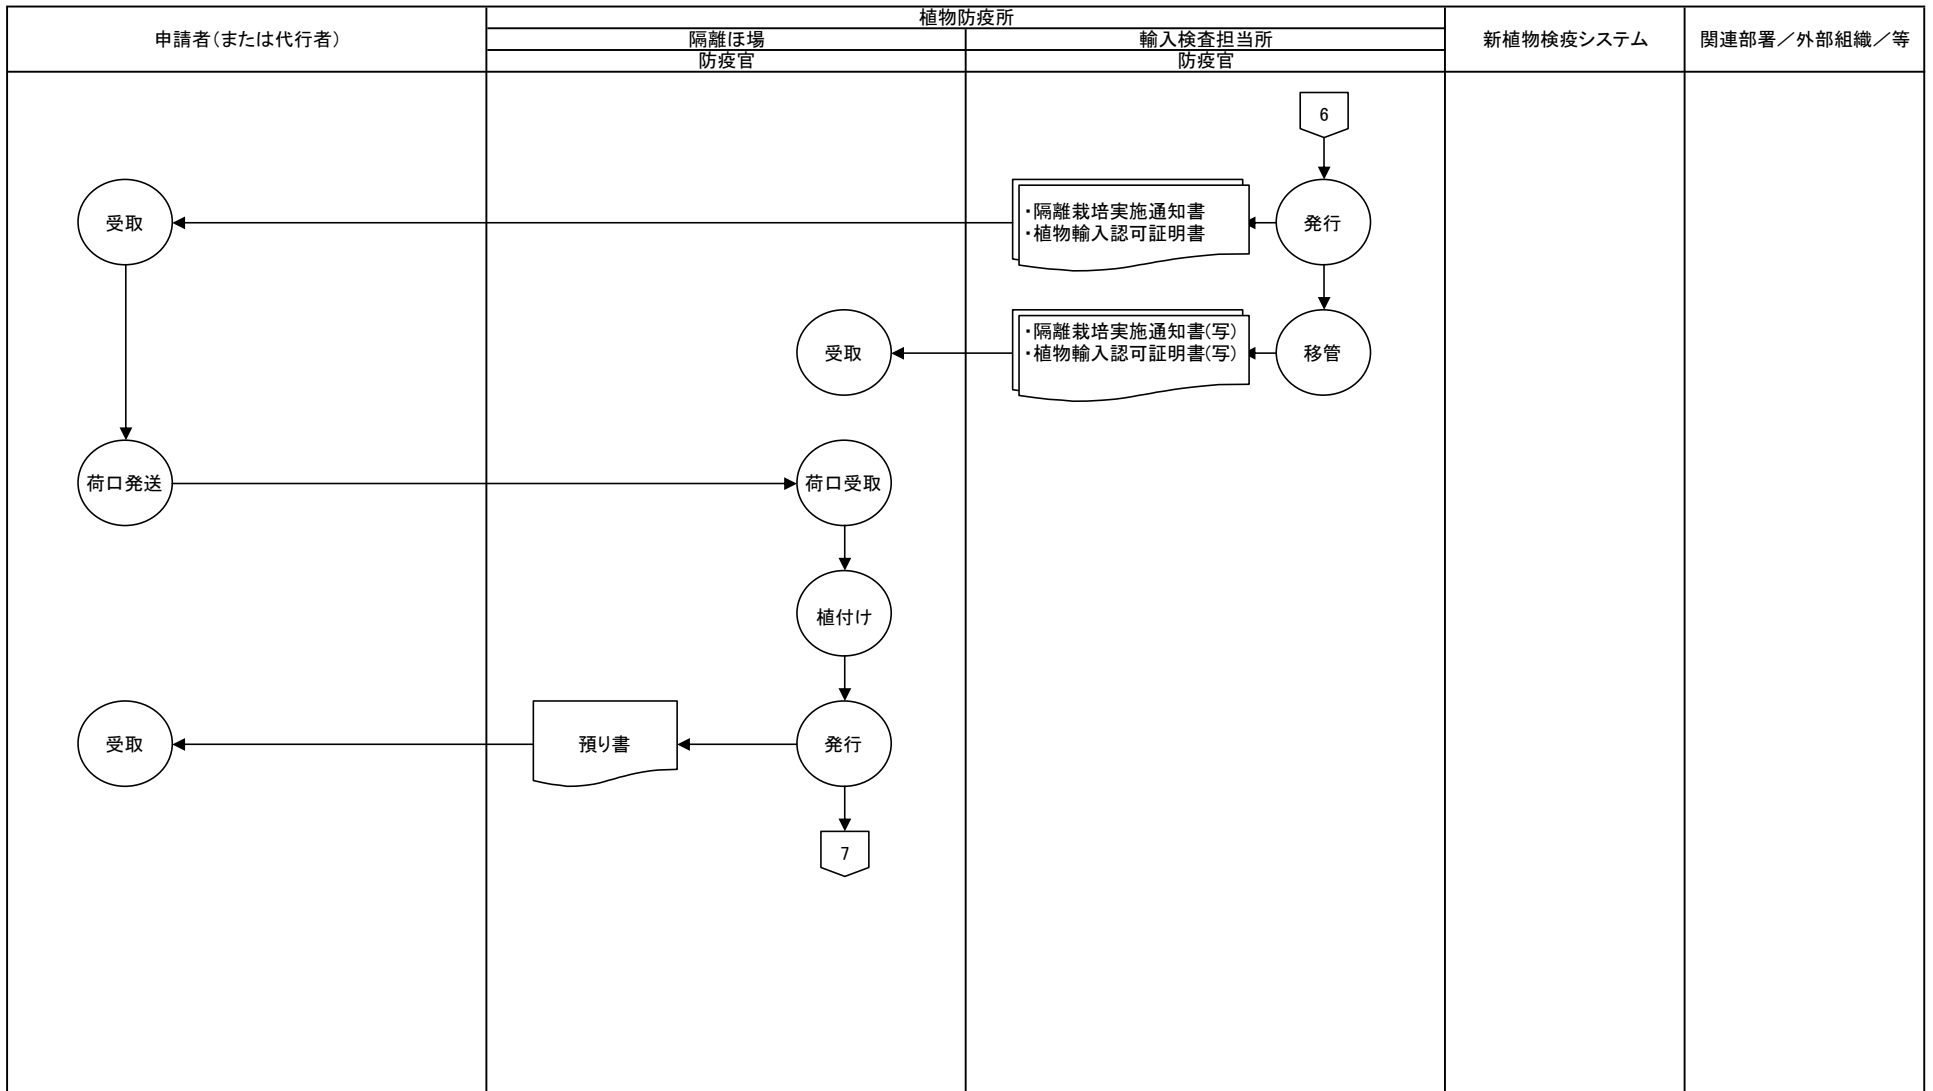 植物防疫所
申請者(または代行者)
隔離ほ場
輸入検査担当所
新植物検疫システム
関連部署/外部組織/等
防疫官
防疫官
6
受取
・隔離栽培実施通知書
・植物輸入認可証明書
発行
受取
・隔離栽培実施通知書(写)
・植物輸入認可証明書(写)
移管
荷口発送
荷口受取
植付け
受取
預り書
発行
7